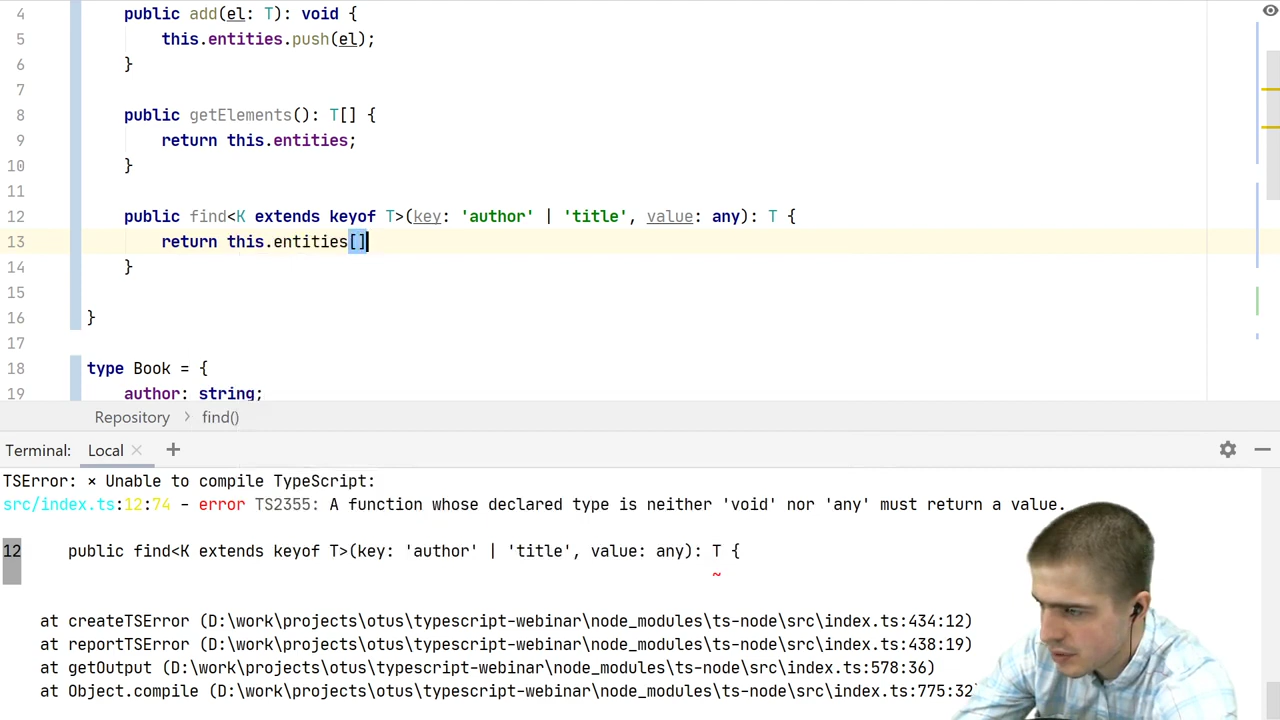 4 public add(el: T): void {
5 this.entities.push(el);
6 }
7
8 public getElements(): T[] {
9 return this.entities;
10 }
11
12 public find<K extends keyof T>(key: 'author' | 'title', value: any): T {
13 return this.entities[]
14 }
15
16 }
17
18 type Book = {
19 author: string;
Repository > find()
Terminal: Local × +
TSError: × Unable to compile TypeScript:
src/index.ts:12:74 - error TS2355: A function whose declared type is neither 'void' nor 'any' must return a value.
12 public find<K extends keyof T>(key: 'author' | 'title', value: any): T {
~
at createTSError (D:\work\projects\otus\typescript-webinar\node_modules\ts-node\src\index.ts:434:12)
at reportTSError (D:\work\projects\otus\typescript-webinar\node_modules\ts-node\src\index.ts:438:19)
at getOutput (D:\work\projects\otus\typescript-webinar\node_modules\ts-node\src\index.ts:578:36)
at Object.compile (D:\work\projects\otus\typescript-webinar\node_modules\ts-node\src\index.ts:775:32